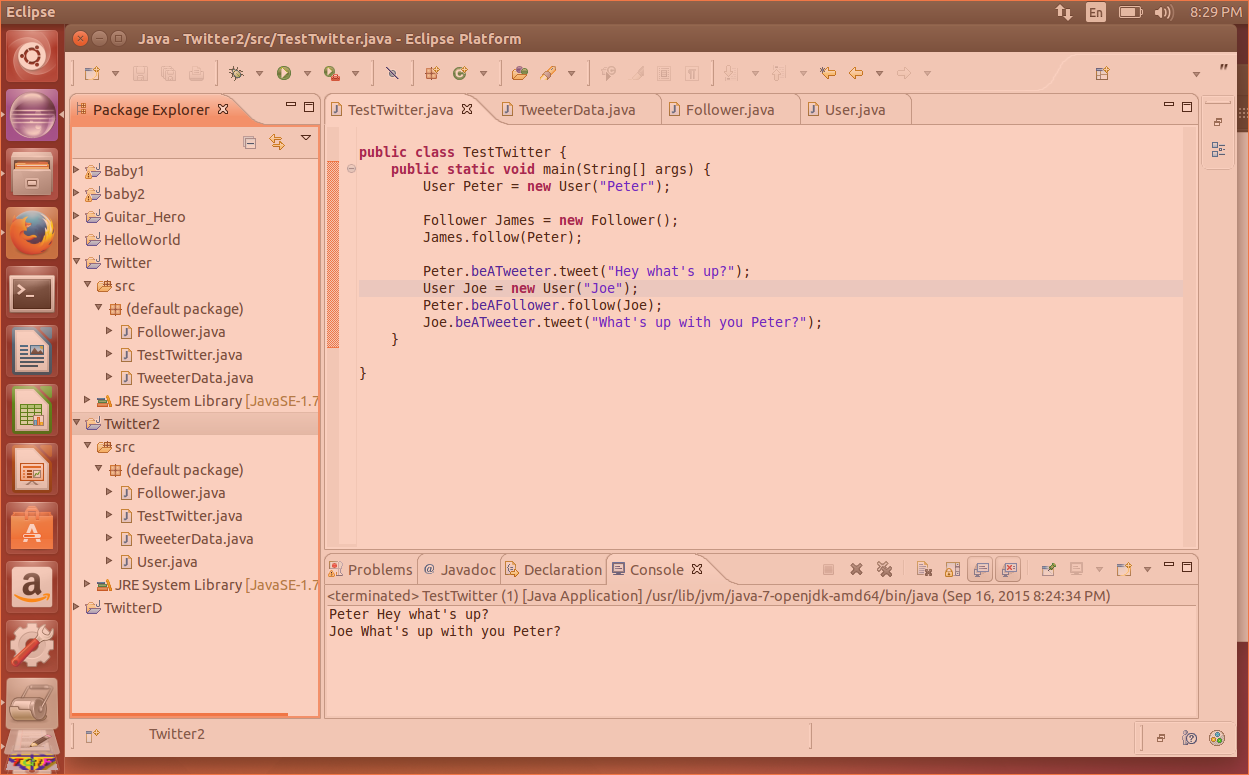 Eclipse
En
8:29 PM
Java - Twitter2/src/TestTwitter.java - Eclipse Platform
Package Explorer
Baby1
baby2
Guitar_Hero
HelloWorld
Twitter
src
(default package)
Follower.java
TestTwitter.java
TweeterData.java
JRE System Library [JavaSE-1.7
Twitter2
src
(default package)
Follower.java
TestTwitter.java
TweeterData.java
User.java
JRE System Library [JavaSE-1.7
TwitterD
TestTwitter.java
TweeterData.java
Follower.java
User.java
public class TestTwitter {
public static void main(String[] args) {
User Peter = new User("Peter");
Follower James = new Follower();
James.follow(Peter);
Peter.beATweeter.tweet("Hey what's up?");
User Joe = new User("Joe");
Peter.beAFollower.follow(Joe);
Joe.beATweeter.tweet("What's up with you Peter?");
}
}
Problems
@ Javadoc
Declaration
Console
<terminated> TestTwitter (1) [Java Application] /usr/lib/jvm/java-7-openjdk-amd64/bin/java (Sep 16, 2015 8:24:34 PM)
Peter Hey what's up?
Joe What's up with you Peter?
Twitter2